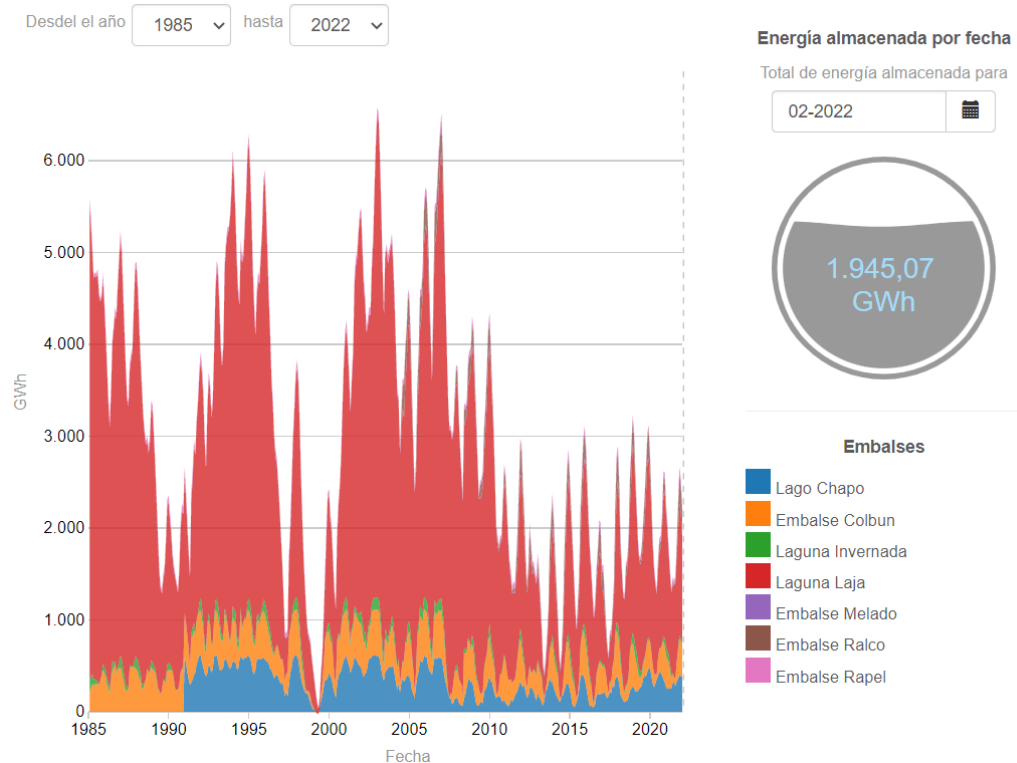 Desdel el año 1985 hasta 2022
Energía almacenada por fecha
Total de energía almacenada para
02-2022
1.945,07
GWh
GWh
6.000
5.000
4.000
3.000
2.000
1.000
0
1985 1990 1995 2000 2005 2010 2015 2020
Fecha
Embalses
Lago Chapo
Embalse Colbun
Laguna Invernada
Laguna Laja
Embalse Melado
Embalse Ralco
Embalse Rapel